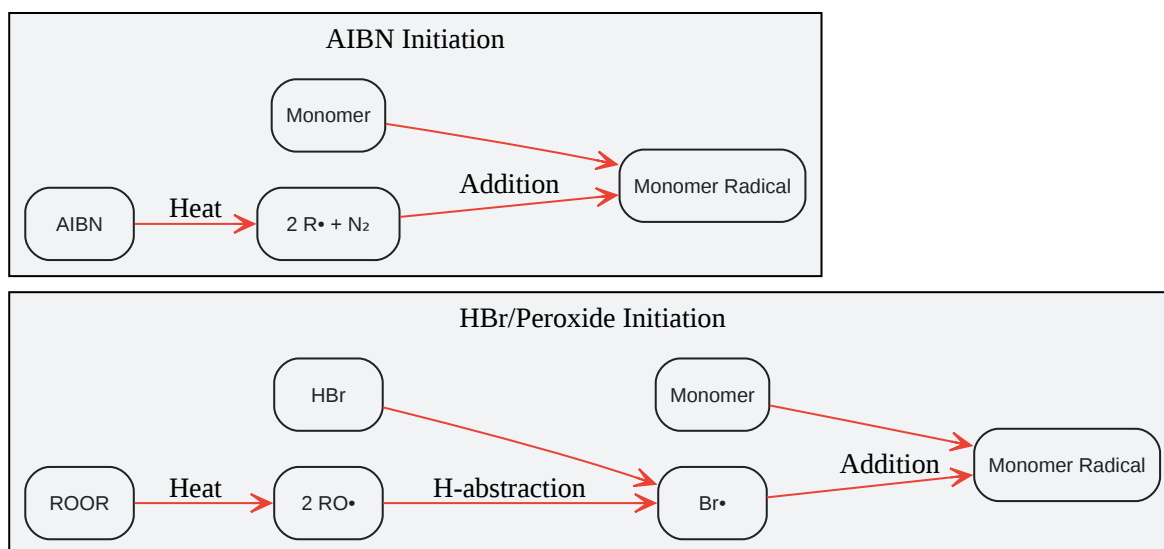 AIBN Initiation
Monomer
Monomer Radical
Addition
Heat
AIBN
2 R• + N₂
HBr/Peroxide Initiation
HBr
Monomer
Monomer Radical
Addition
Heat
H-abstraction
ROOR
2 RO•
Br•